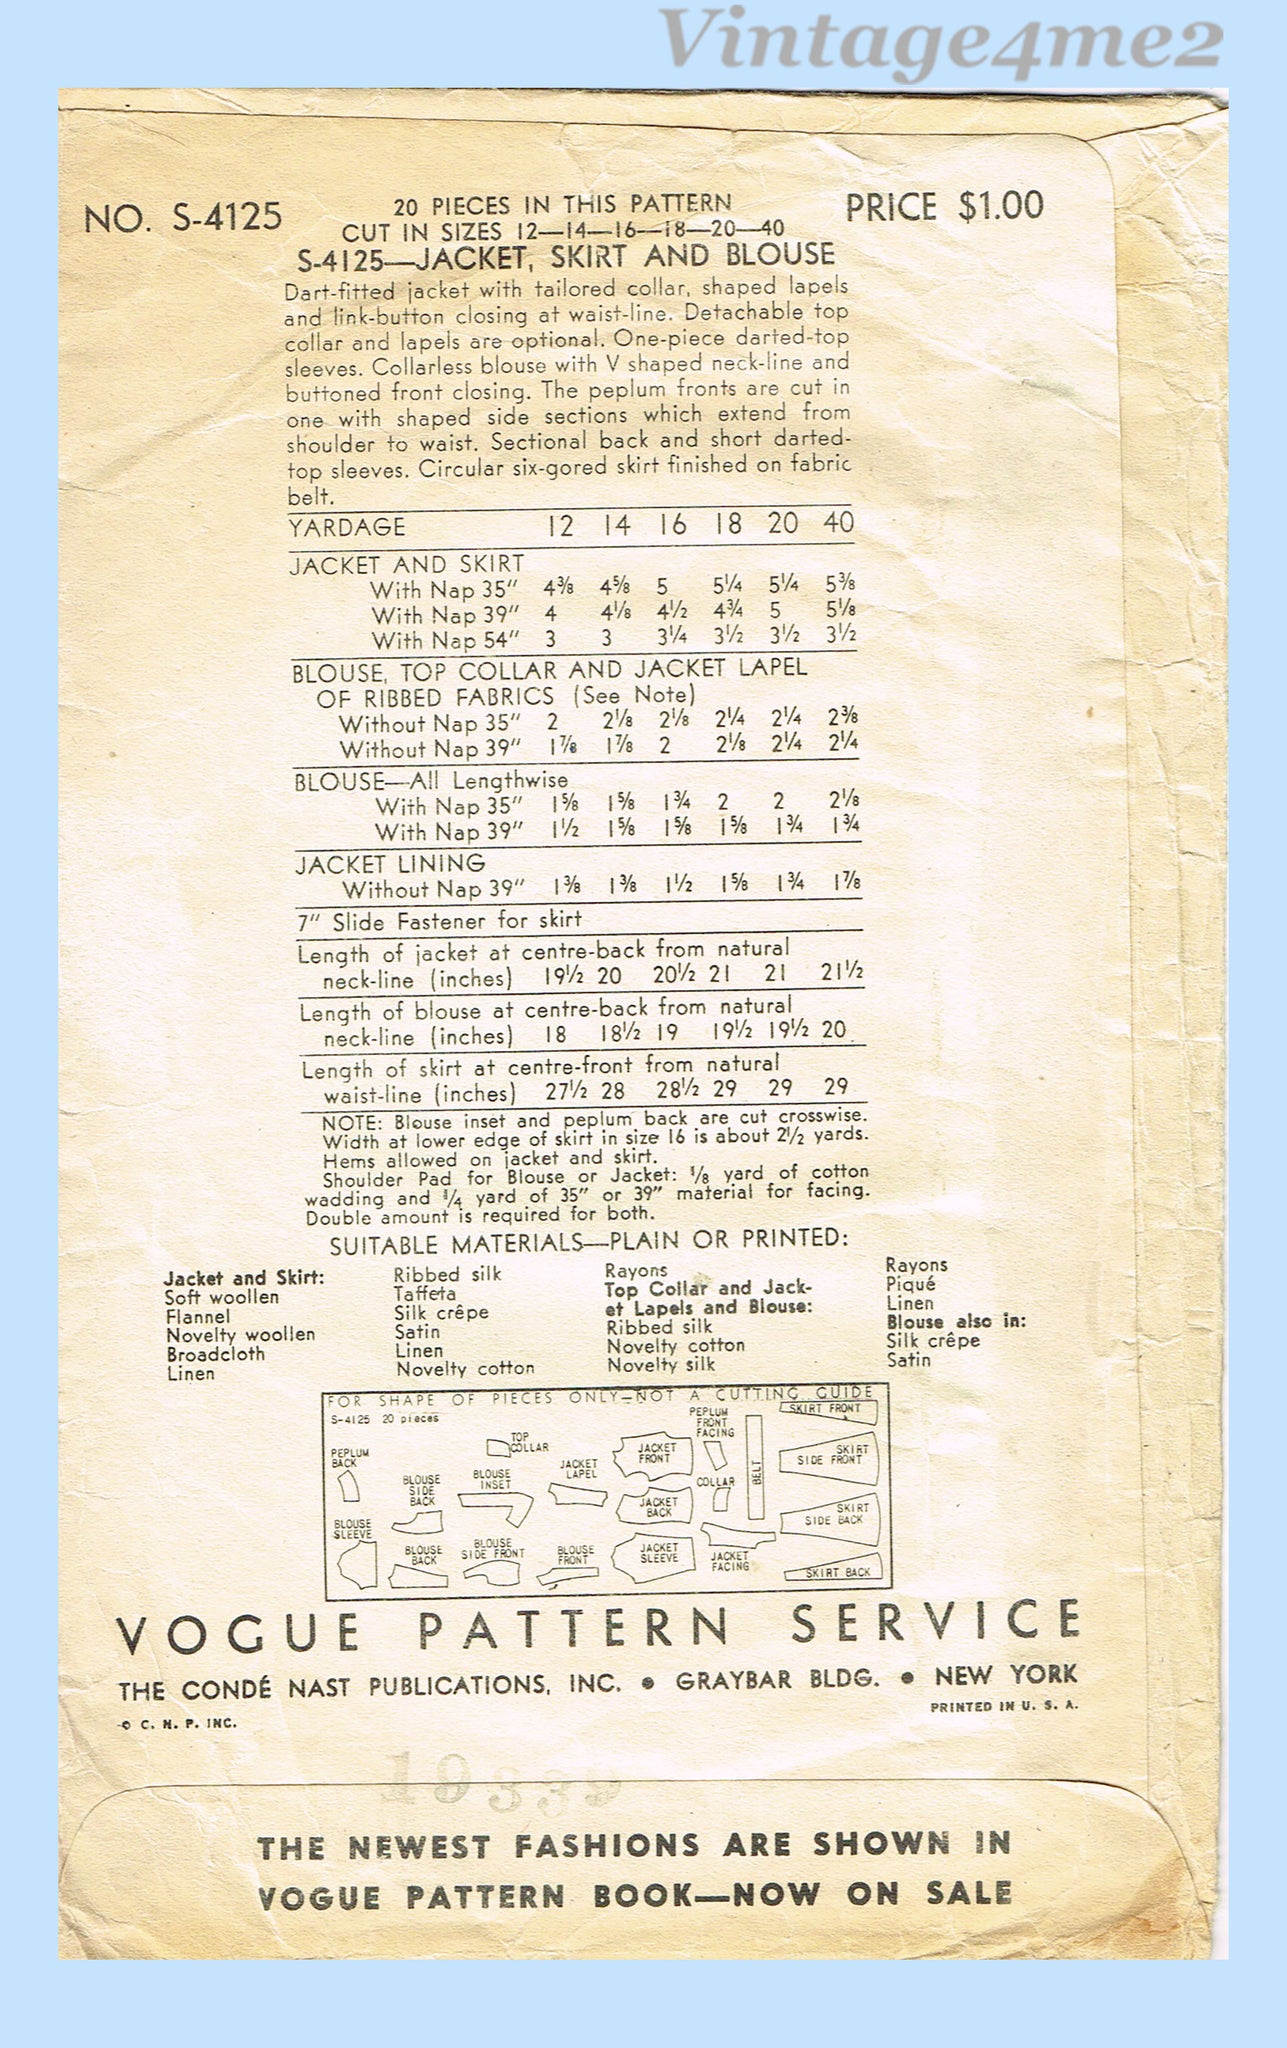 Vintage4me2
NO. S-4125
20 PIECES IN THIS PATTERN
CUT IN SIZES 12—14—16—18—20—40
PRICE $1.00
S-4125—JACKET, SKIRT AND BLOUSE
Dart-fitted jacket with tailored collar, shaped lapels
and link-button closing at waist-line. Detachable top
collar and lapels are optional. One-piece darted-top
sleeves. Collarless blouse with V shaped neck-line and
buttoned front closing. The peplum fronts are cut in
one with shaped side sections which extend from
shoulder to waist. Sectional back and short darted-
top sleeves. Circular six-gored skirt finished on fabric
belt.
YARDAGE 12 14 16 18 20 40
JACKET AND SKIRT
With Nap 35" 4⅜ 4⅝ 5 5¼ 5¼ 5⅜
With Nap 39" 4 4⅛ 4½ 4¾ 5 5⅛
With Nap 54" 3 3 3¼ 3½ 3½ 3½
BLOUSE, TOP COLLAR AND JACKET LAPEL
OF RIBBED FABRICS (See Note)
Without Nap 35" 2 2⅛ 2⅛ 2¼ 2¼ 2⅜
Without Nap 39" 1⅞ 1⅞ 2 2⅛ 2¼ 2¼
BLOUSE—All Lengthwise
With Nap 35" 1⅝ 1⅝ 1¾ 2 2 2⅛
With Nap 39" 1½ 1⅝ 1⅝ 1⅝ 1¾ 1¾
JACKET LINING
Without Nap 39" 1⅜ 1⅜ 1½ 1⅝ 1¾ 1⅞
7" Slide Fastener for skirt
Length of jacket at centre-back from natural
neck-line (inches) 19½ 20 20½ 21 21 21½
Length of blouse at centre-back from natural
neck-line (inches) 18 18½ 19 19½ 19½ 20
Length of skirt at centre-front from natural
waist-line (inches) 27½ 28 28½ 29 29 29
NOTE: Blouse inset and peplum back are cut crosswise.
Width at lower edge of skirt in size 16 is about 2½ yards.
Hems allowed on jacket and skirt.
Shoulder Pad for Blouse or Jacket: ⅛ yard of cotton
wadding and ¼ yard of 35" or 39" material for facing.
Double amount is required for both.
SUITABLE MATERIALS—PLAIN OR PRINTED:
Jacket and Skirt:
Soft woollen
Flannel
Novelty woollen
Broadcloth
Linen
Ribbed silk
Taffeta
Silk crêpe
Satin
Linen
Novelty cotton
Rayons
Top Collar and Jack-
et Lapels and Blouse:
Ribbed silk
Novelty cotton
Novelty silk
Rayons
Piqué
Linen
Blouse also in:
Silk crêpe
Satin
FOR SHAPE OF PIECES ONLY—NOT A CUTTING GUIDE
S-4125 20 pieces
PEPLUM
BACK
BLOUSE
SLEEVE
BLOUSE
SIDE
BACK
BLOUSE
BACK
TOP
COLLAR
BLOUSE
INSET
BLOUSE
SIDE FRONT
JACKET
LAPEL
BLOUSE
FRONT
JACKET
FRONT
JACKET
BACK
JACKET
SLEEVE
PEPLUM
FRONT
FACING
COLLAR
JACKET
FACING
BELT
SKIRT FRONT
SKIRT
SIDE FRONT
SKIRT
SIDE BACK
SKIRT BACK
VOGUE PATTERN SERVICE
THE CONDÉ NAST PUBLICATIONS, INC. • GRAYBAR BLDG. • NEW YORK
© C. N. P. INC.
PRINTED IN U. S. A.
19339
THE NEWEST FASHIONS ARE SHOWN IN
VOGUE PATTERN BOOK—NOW ON SALE